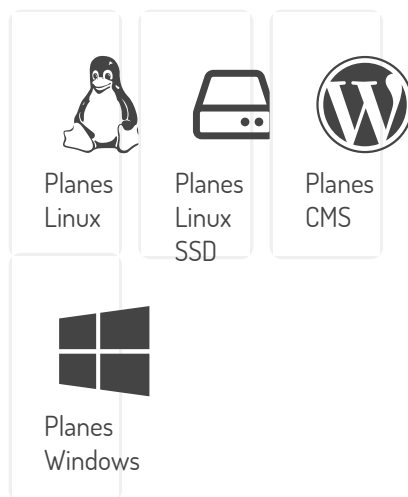 Planes
Linux
Planes
Linux
SSD
Planes
CMS
Planes
Windows